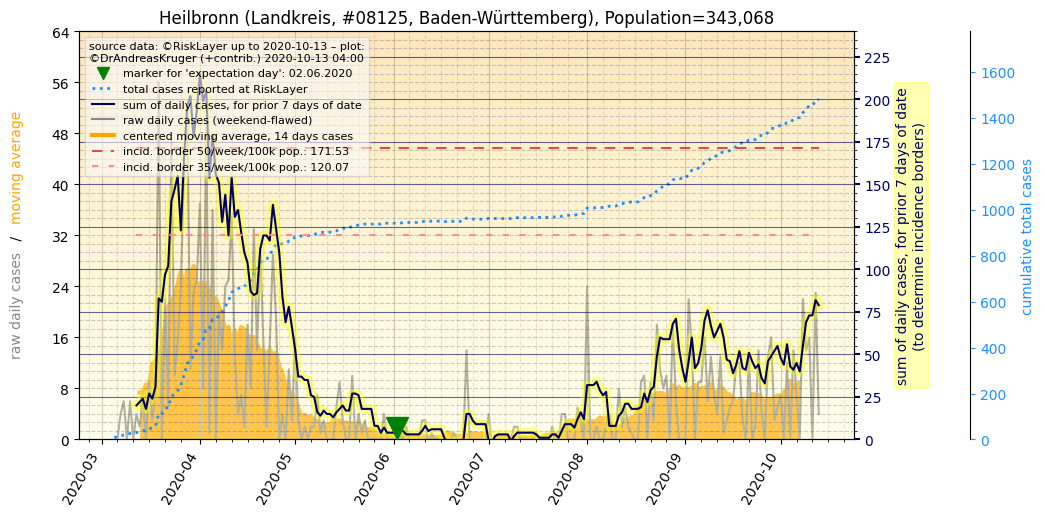 Heilbronn (Landkreis, #08125, Baden-Württemberg), Population=343,068
source data: ©RiskLayer up to 2020-10-13 – plot:
©DrAndreasKruger (+contrib.) 2020-10-13 04:00
marker for 'expectation day': 02.06.2020
total cases reported at RiskLayer
sum of daily cases, for prior 7 days of date
raw daily cases (weekend-flawed)
centered moving average, 14 days cases
incid. border 50/week/100k pop.: 171.53
incid. border 35/week/100k pop.: 120.07
raw daily cases / moving average
64
56
48
40
32
24
16
8
0
2020-03
2020-04
2020-05
2020-06
2020-07
2020-08
2020-09
2020-10
225
200
175
150
125
100
75
50
25
0
sum of daily cases, for prior 7 days of date
(to determine incidence borders)
1600
1400
1200
1000
800
600
400
200
0
cumulative total cases